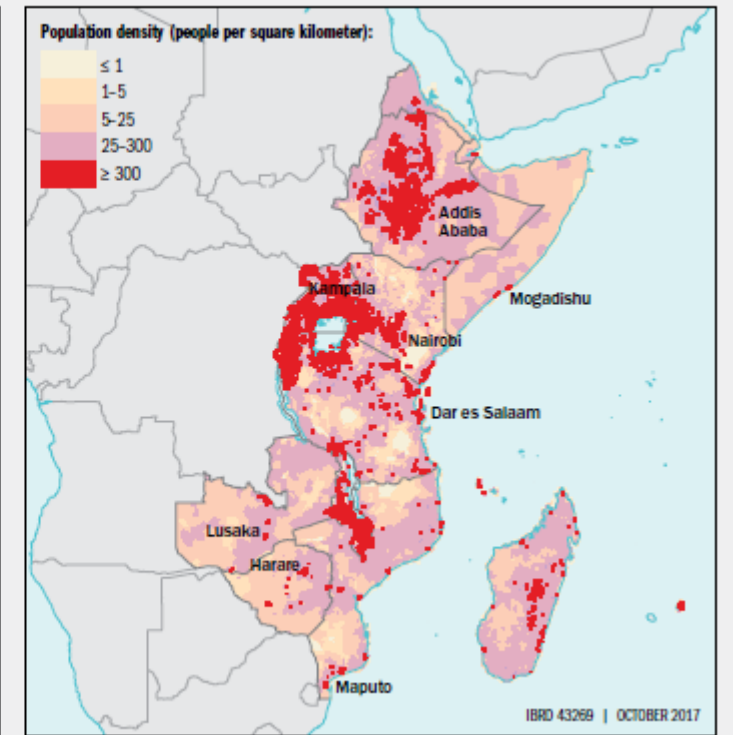 Population density (people per square kilometer):
≤ 1
1–5
5–25
25–300
≥ 300
Addis
Ababa
Kampala
Mogadishu
Nairobi
Dar es Salaam
Lusaka
Harare
Maputo
IBRD 43269 | OCTOBER 2017